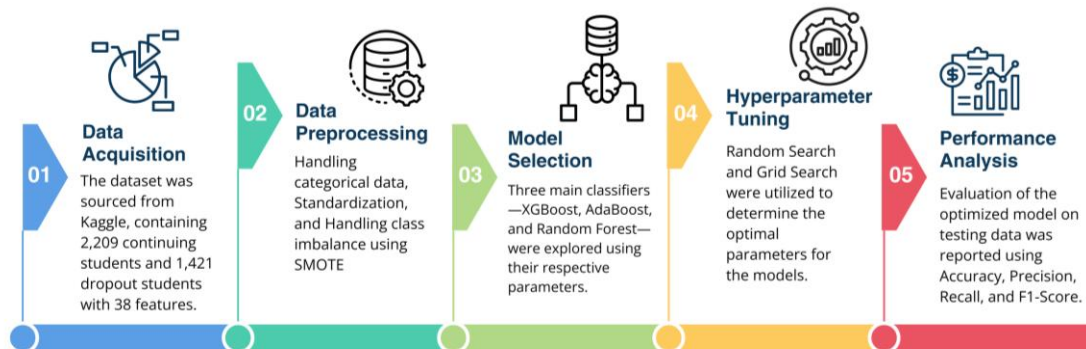 01
Data
Acquisition
The dataset was
sourced from
Kaggle, containing
2,209 continuing
students and 1,421
dropout students
with 38 features.
02
Data
Preprocessing
Handling
categorical data,
Standardization,
and Handling class
imbalance using
SMOTE
03
Model
Selection
Three main classifiers
—XGBoost, AdaBoost,
and Random Forest—
were explored using
their respective
parameters.
04
Hyperparameter
Tuning
Random Search
and Grid Search
were utilized to
determine the
optimal
parameters for
the models.
05
Performance
Analysis
Evaluation of the
optimized model on
testing data was
reported using
Accuracy, Precision,
Recall, and F1-Score.